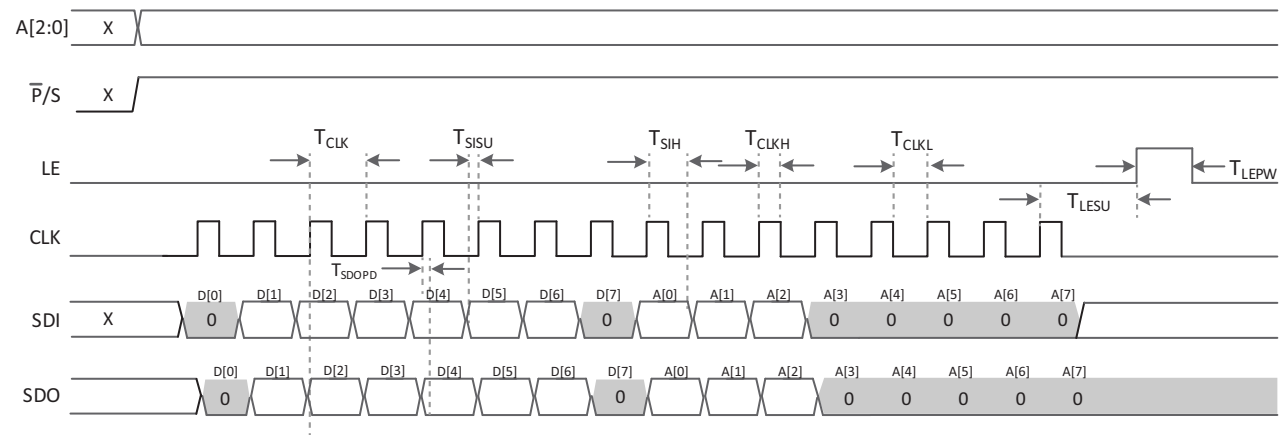 A[2:0] X
P̅/S X
T_CLK T_SISU T_SIH T_CLKH T_CLKL
LE T_LEPW
T_LESU
CLK
T_SDOPD
D[0] D[1] D[2] D[3] D[4] D[5] D[6] D[7] A[0] A[1] A[2] A[3] A[4] A[5] A[6] A[7]
SDI X 0 0 0 0 0 0 0
D[0] D[1] D[2] D[3] D[4] D[5] D[6] D[7] A[0] A[1] A[2] A[3] A[4] A[5] A[6] A[7]
SDO 0 0 0 0 0 0 0